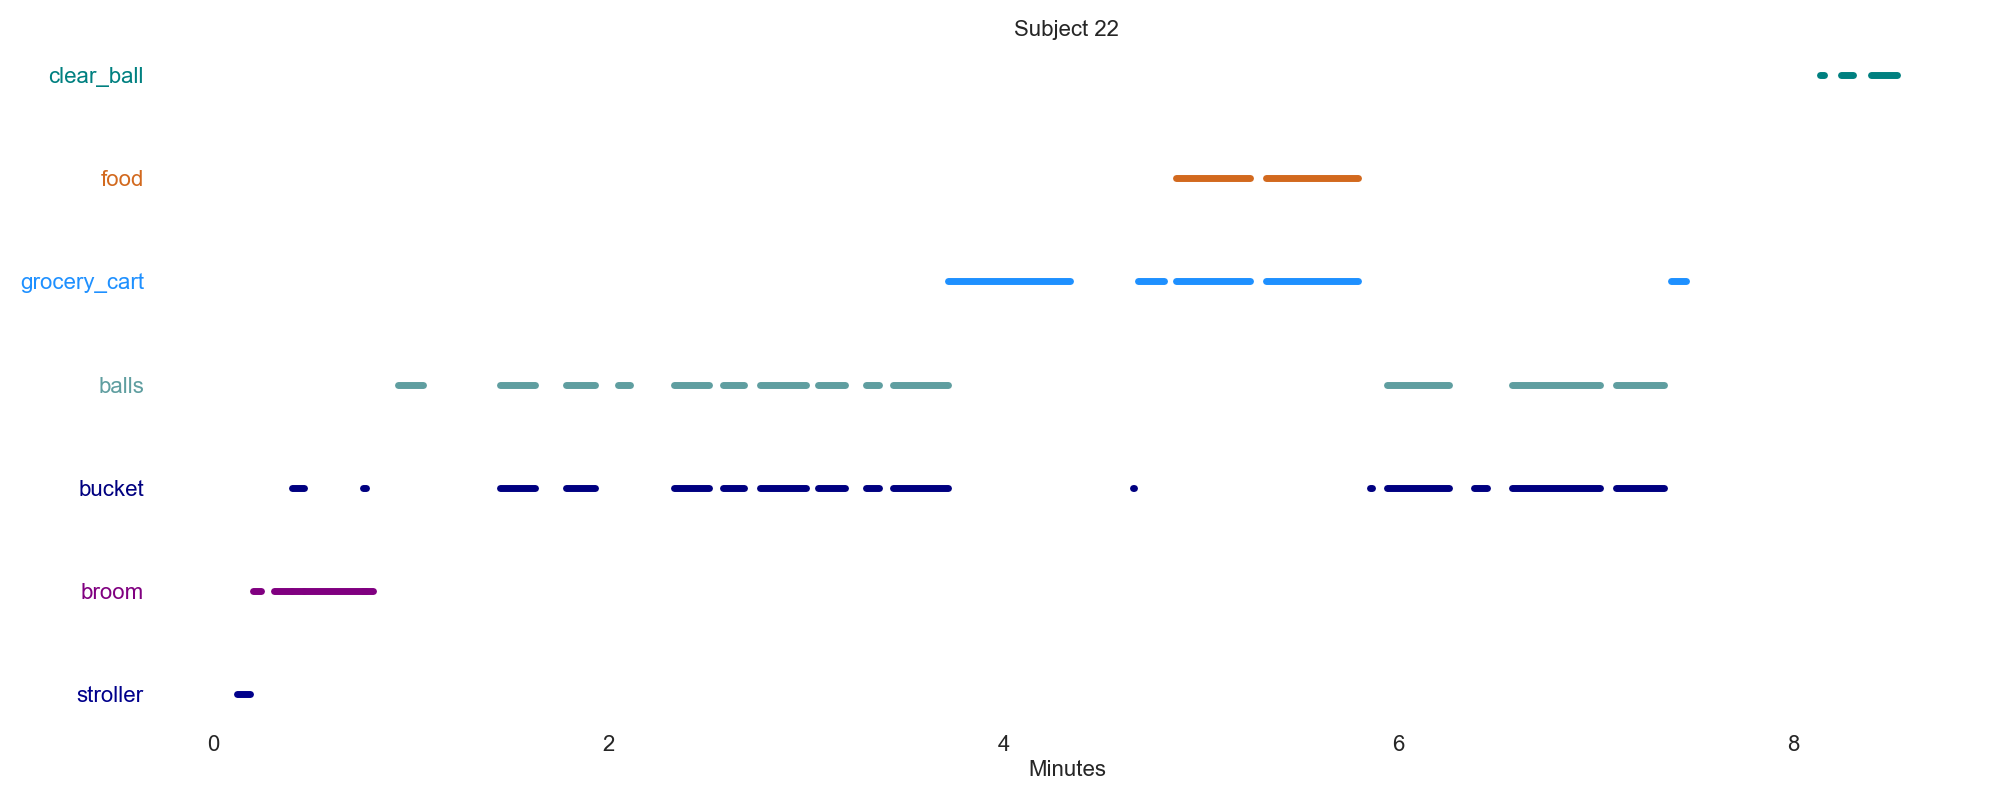 Subject 22
clear_ball
food
grocery_cart
balls
bucket
broom
stroller
0 2 4 6 8
Minutes